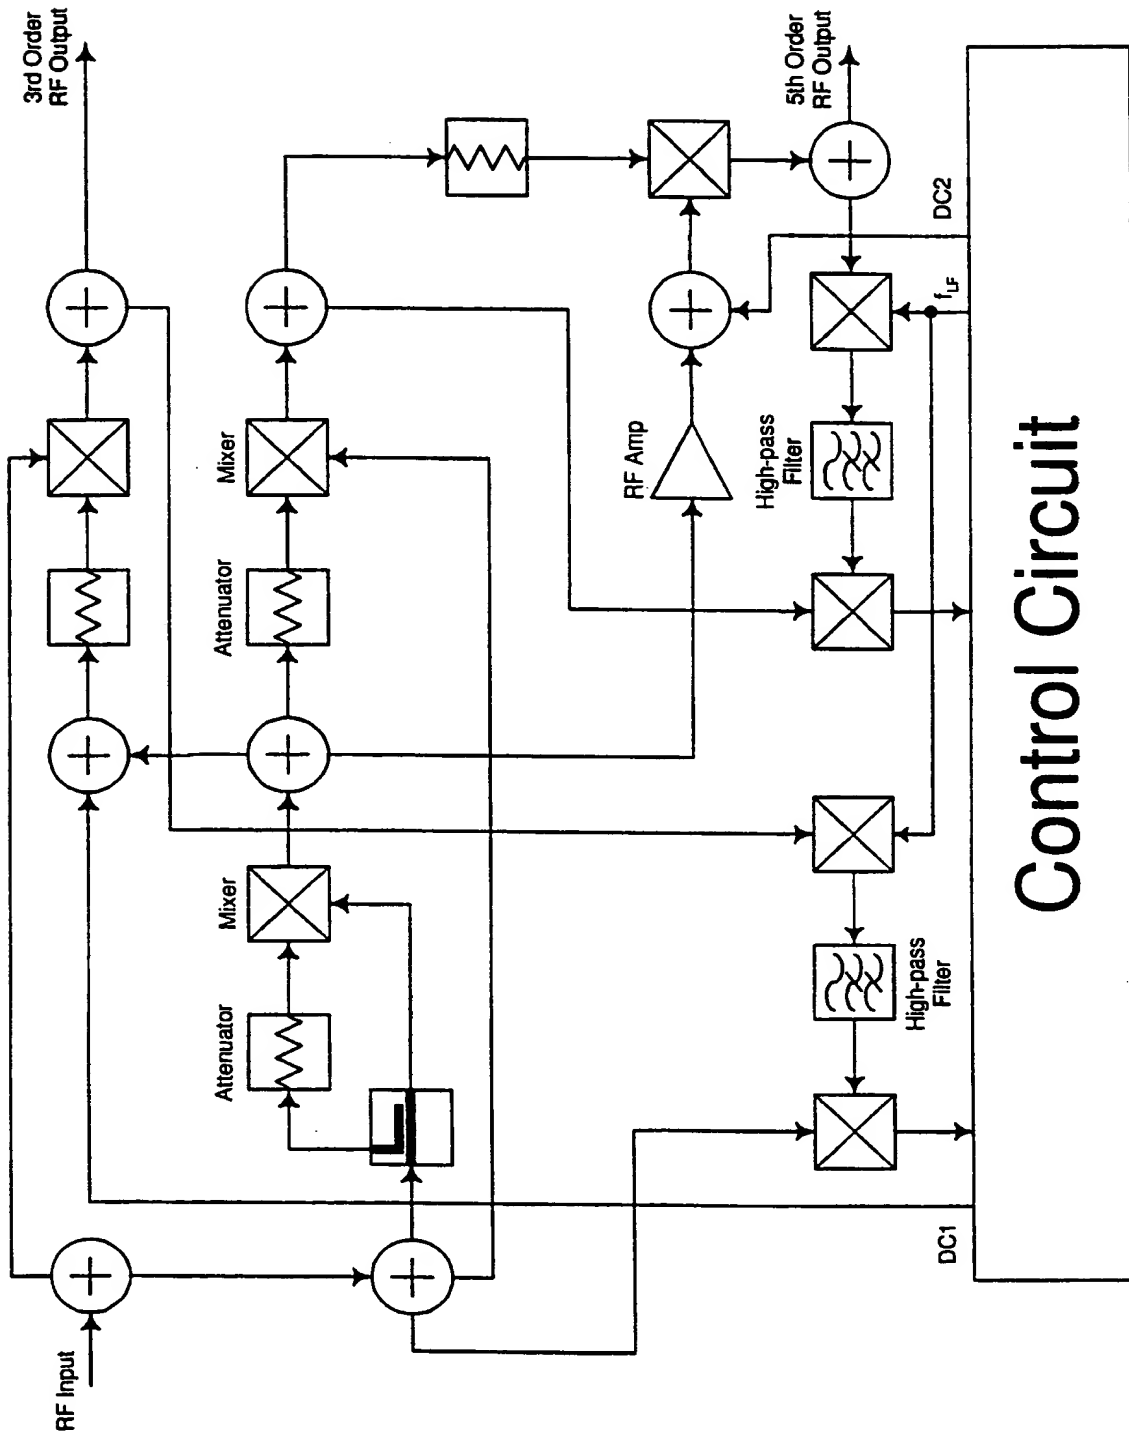 RF Input
3rd Order
RF Output
Attenuator
Mixer
Attenuator
Mixer
RF Amp
5th Order
RF Output
High-pass
Filter
High-pass
Filter
DC1
fLF
DC2
Control Circuit